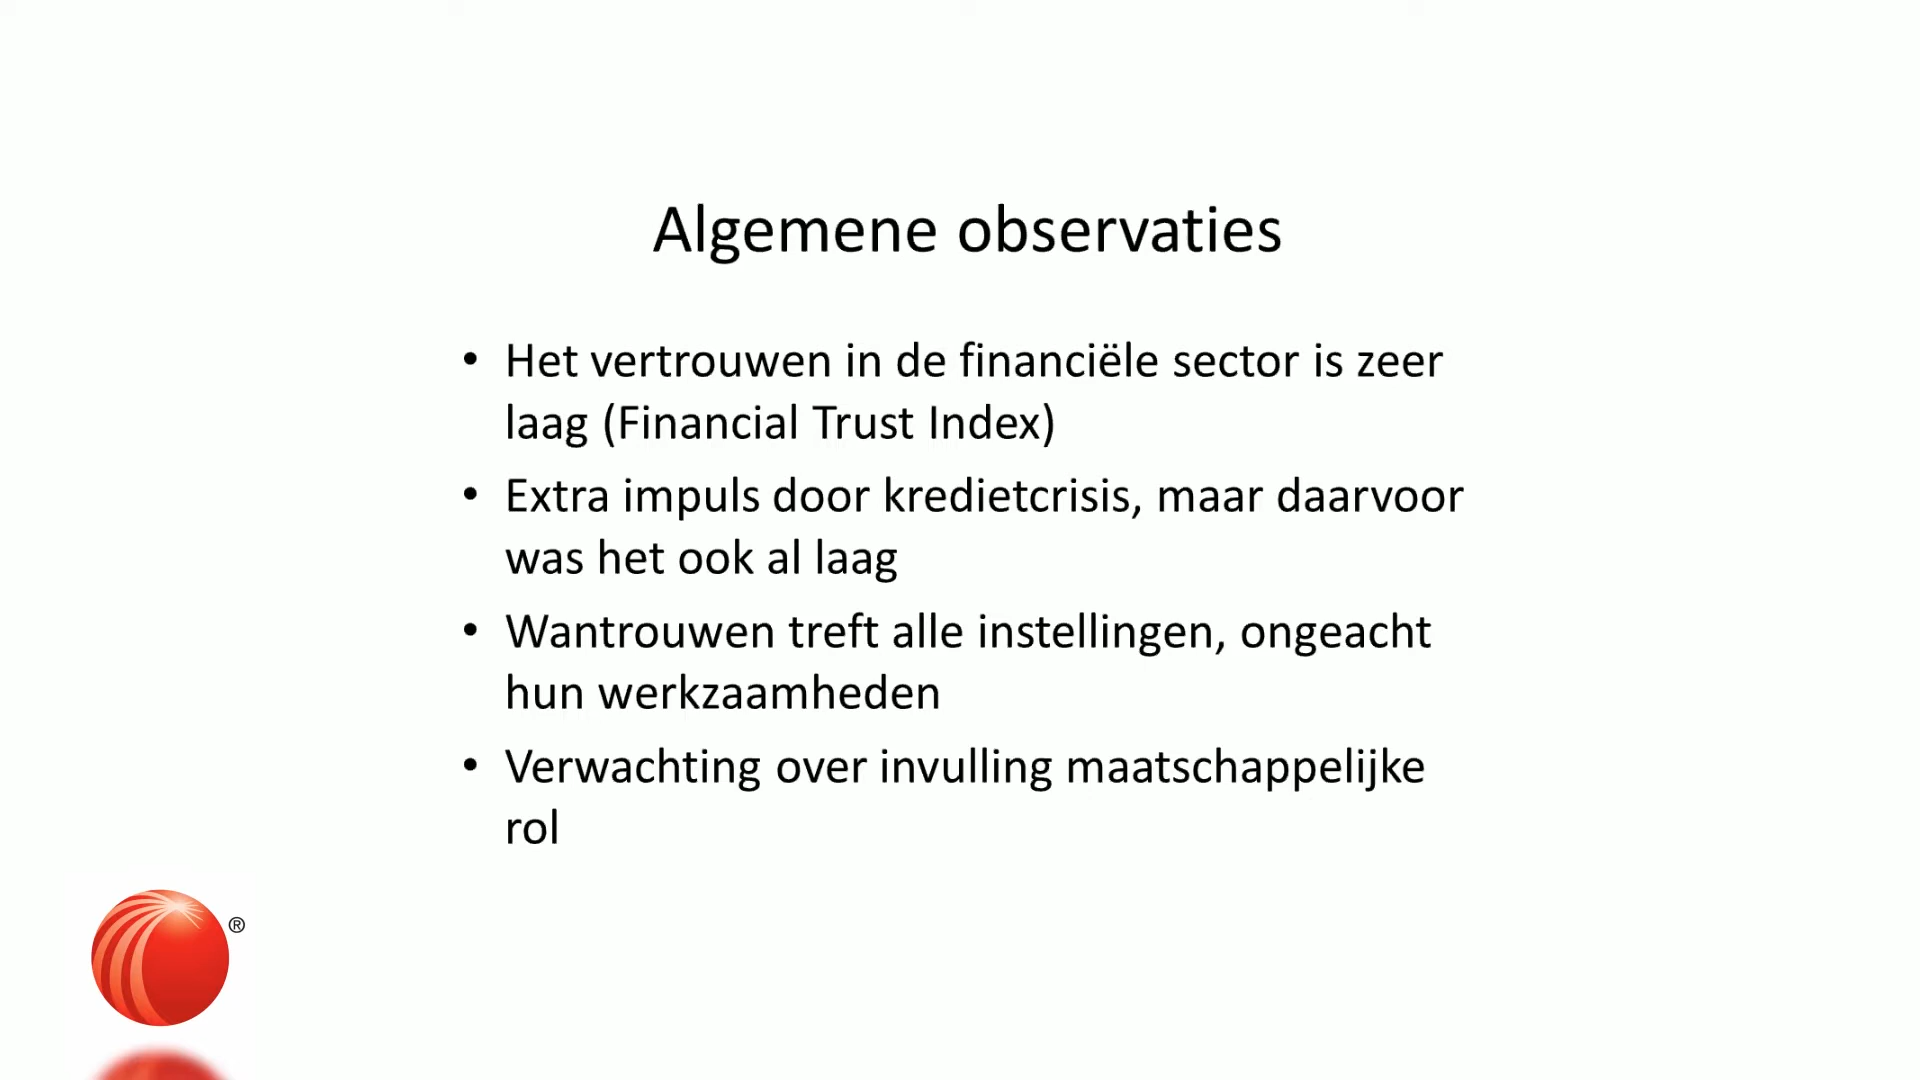 Algemene observaties
• Het vertrouwen in de financiële sector is zeer
laag (Financial Trust Index)
• Extra impuls door kredietcrisis, maar daarvoor
was het ook al laag
• Wantrouwen treft alle instellingen, ongeacht
hun werkzaamheden
• Verwachting over invulling maatschappelijke
rol
®